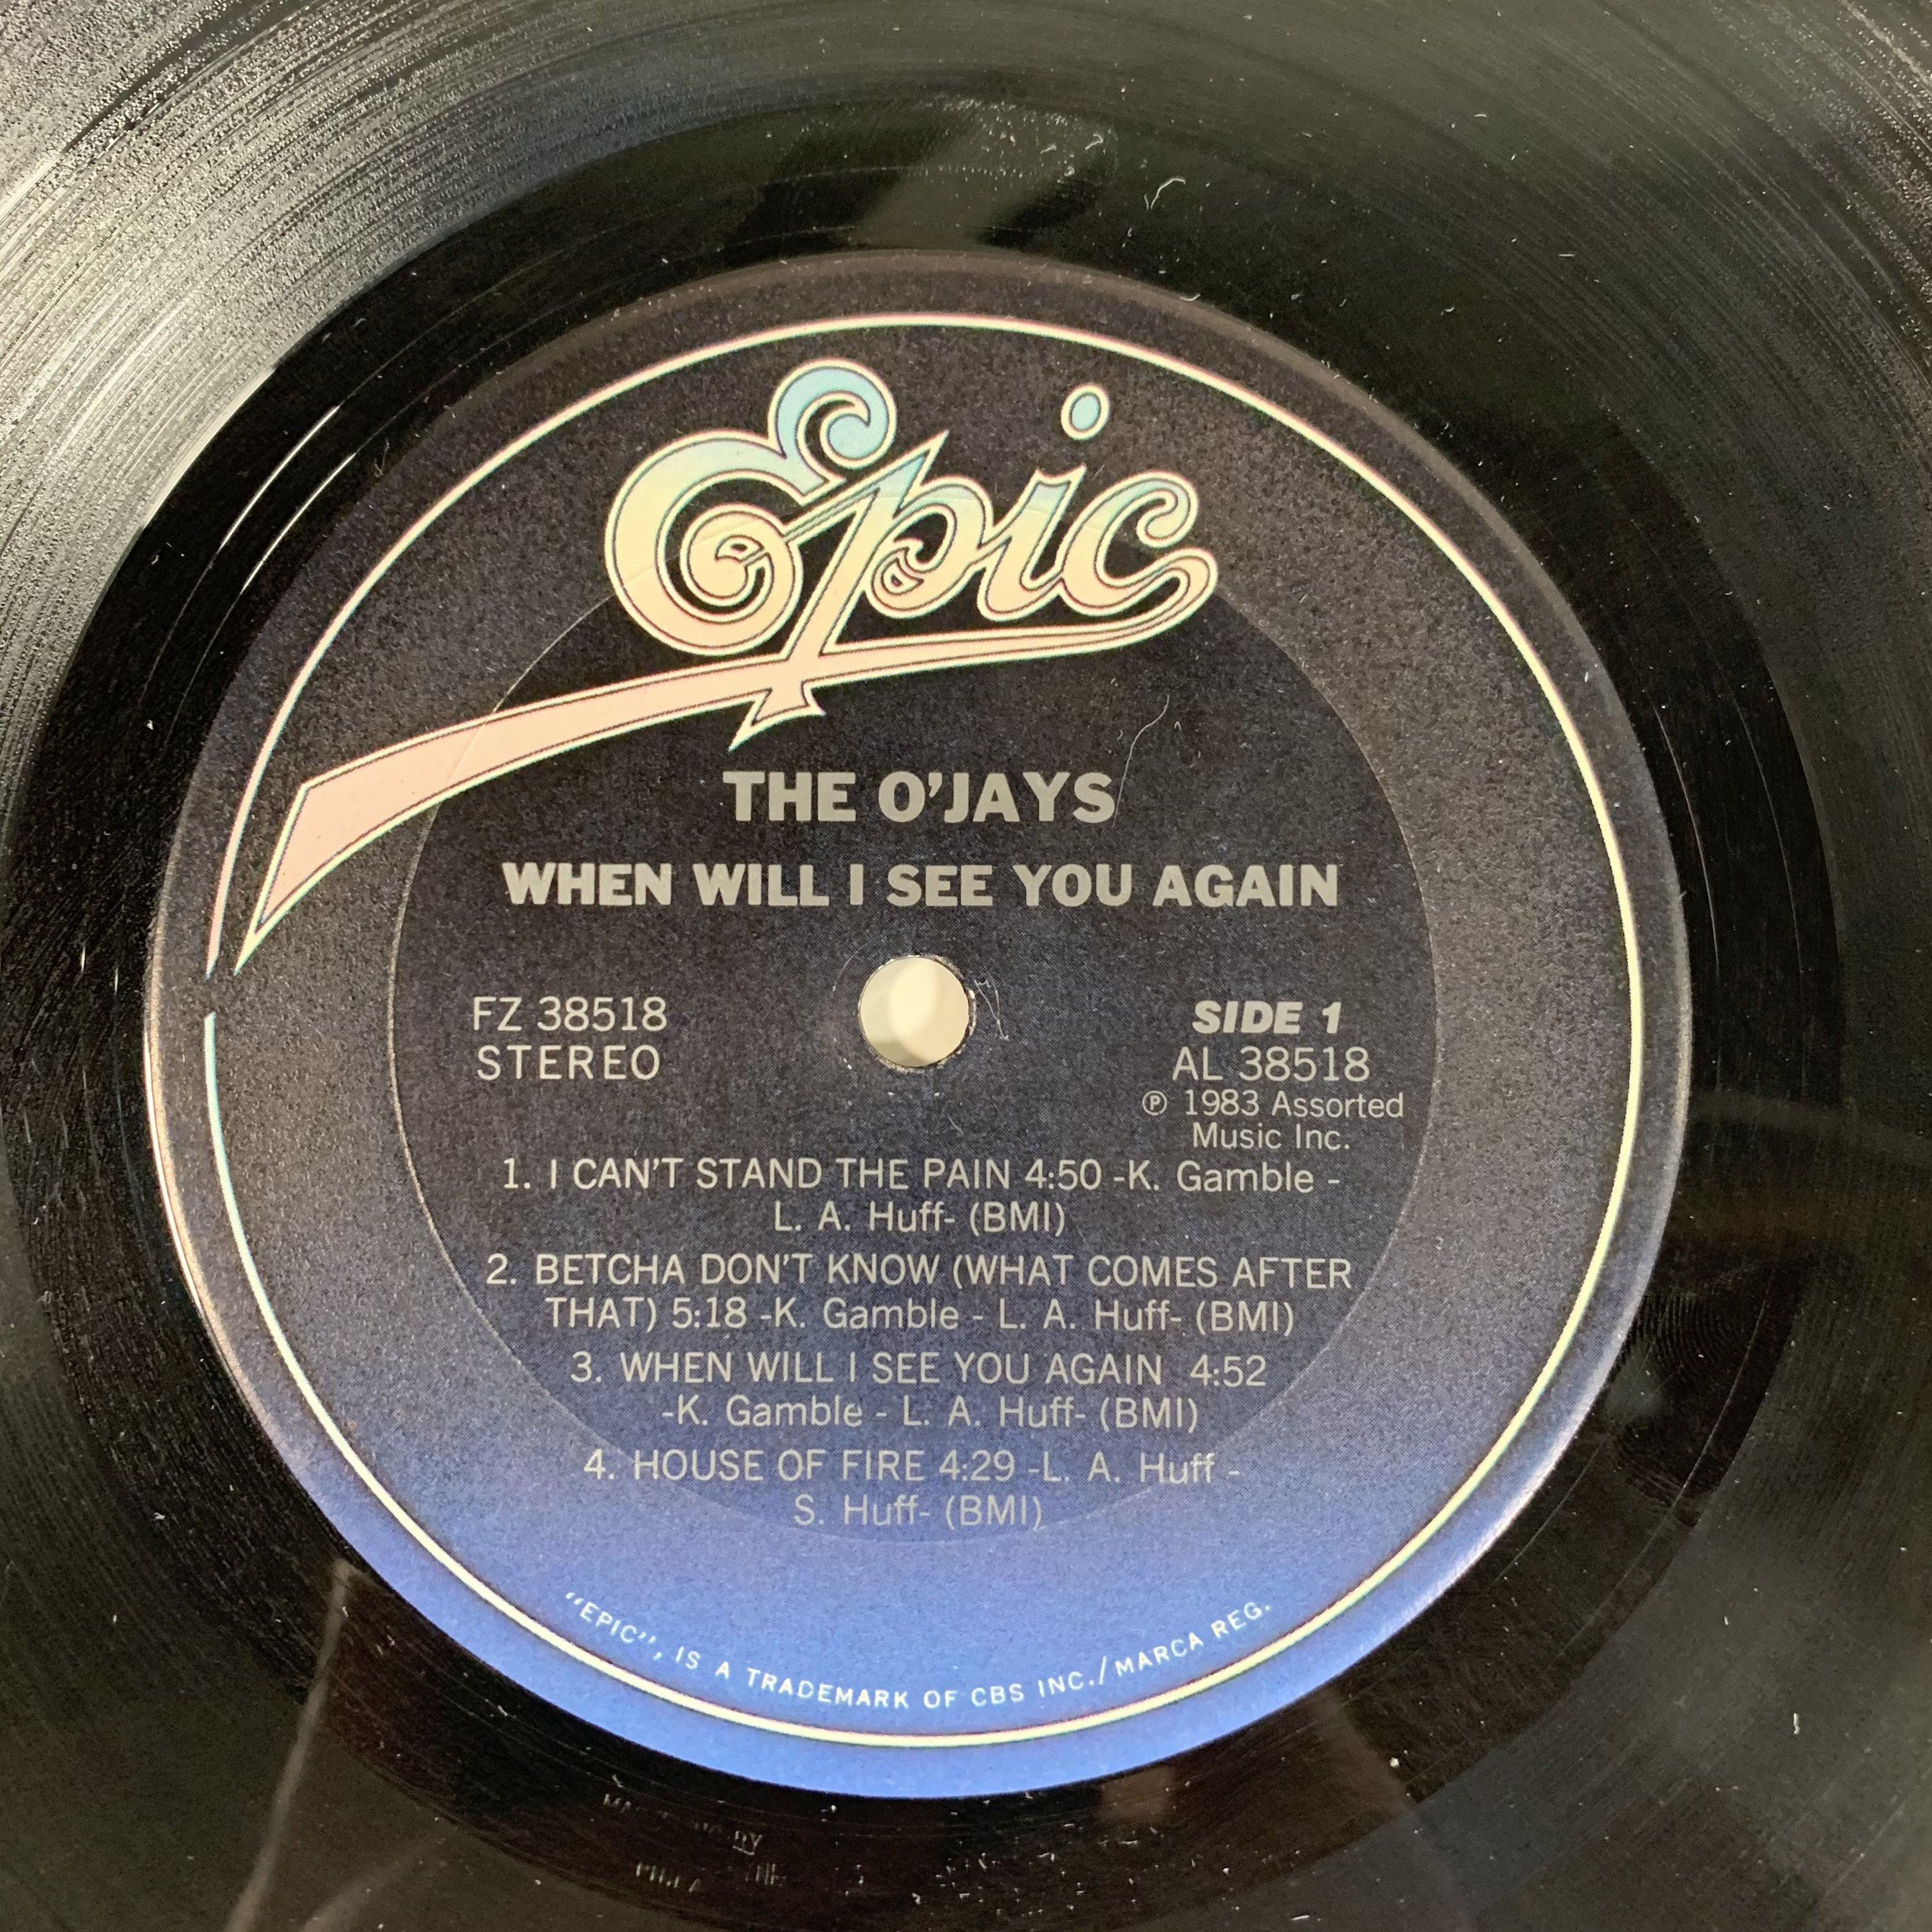 Epic
THE O'JAYS
WHEN WILL I SEE YOU AGAIN
FZ 38518
STEREO
SIDE 1
AL 38518
℗ 1983 Assorted
Music Inc.
1. I CAN'T STAND THE PAIN 4:50 -K. Gamble -
L. A. Huff- (BMI)
2. BETCHA DON'T KNOW (WHAT COMES AFTER
THAT) 5:18 -K. Gamble - L. A. Huff- (BMI)
3. WHEN WILL I SEE YOU AGAIN 4:52
-K. Gamble - L. A. Huff- (BMI)
4. HOUSE OF FIRE 4:29 -L. A. Huff -
S. Huff- (BMI)
"EPIC", IS A TRADEMARK OF CBS INC./MARCA REG.
BY